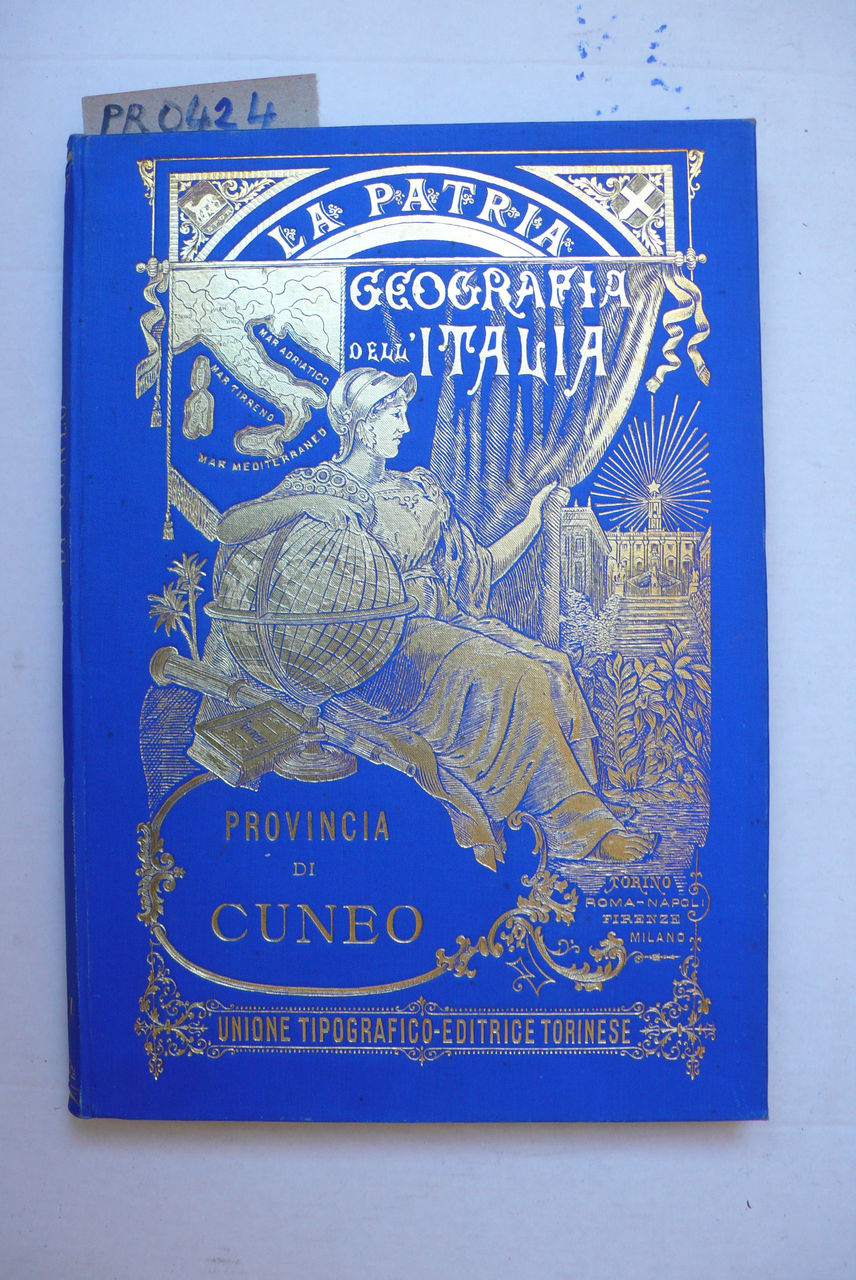 PR0424
LA PATRIA
GEOGRAFIA
DELL'ITALIA
MAR ADRIATICO
MAR TIRRENO
MAR MEDITERRANEO
PROVINCIA
DI
CUNEO
TORINO
ROMA-NAPOLI
FIRENZE
MILANO
UNIONE TIPOGRAFICO-EDITRICE TORINESE